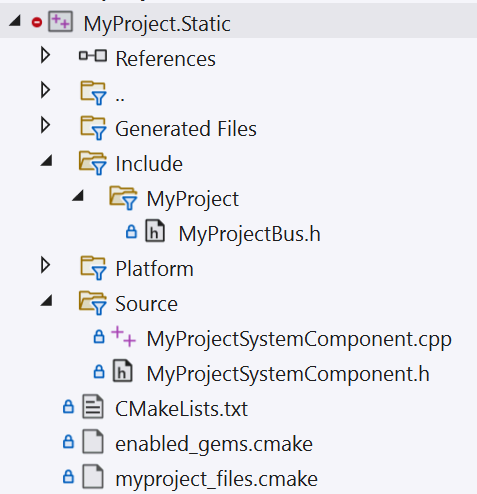 MyProject.Static
References
..
Generated Files
Include
MyProject
MyProjectBus.h
Platform
Source
MyProjectSystemComponent.cpp
MyProjectSystemComponent.h
CMakeLists.txt
enabled_gems.cmake
myproject_files.cmake